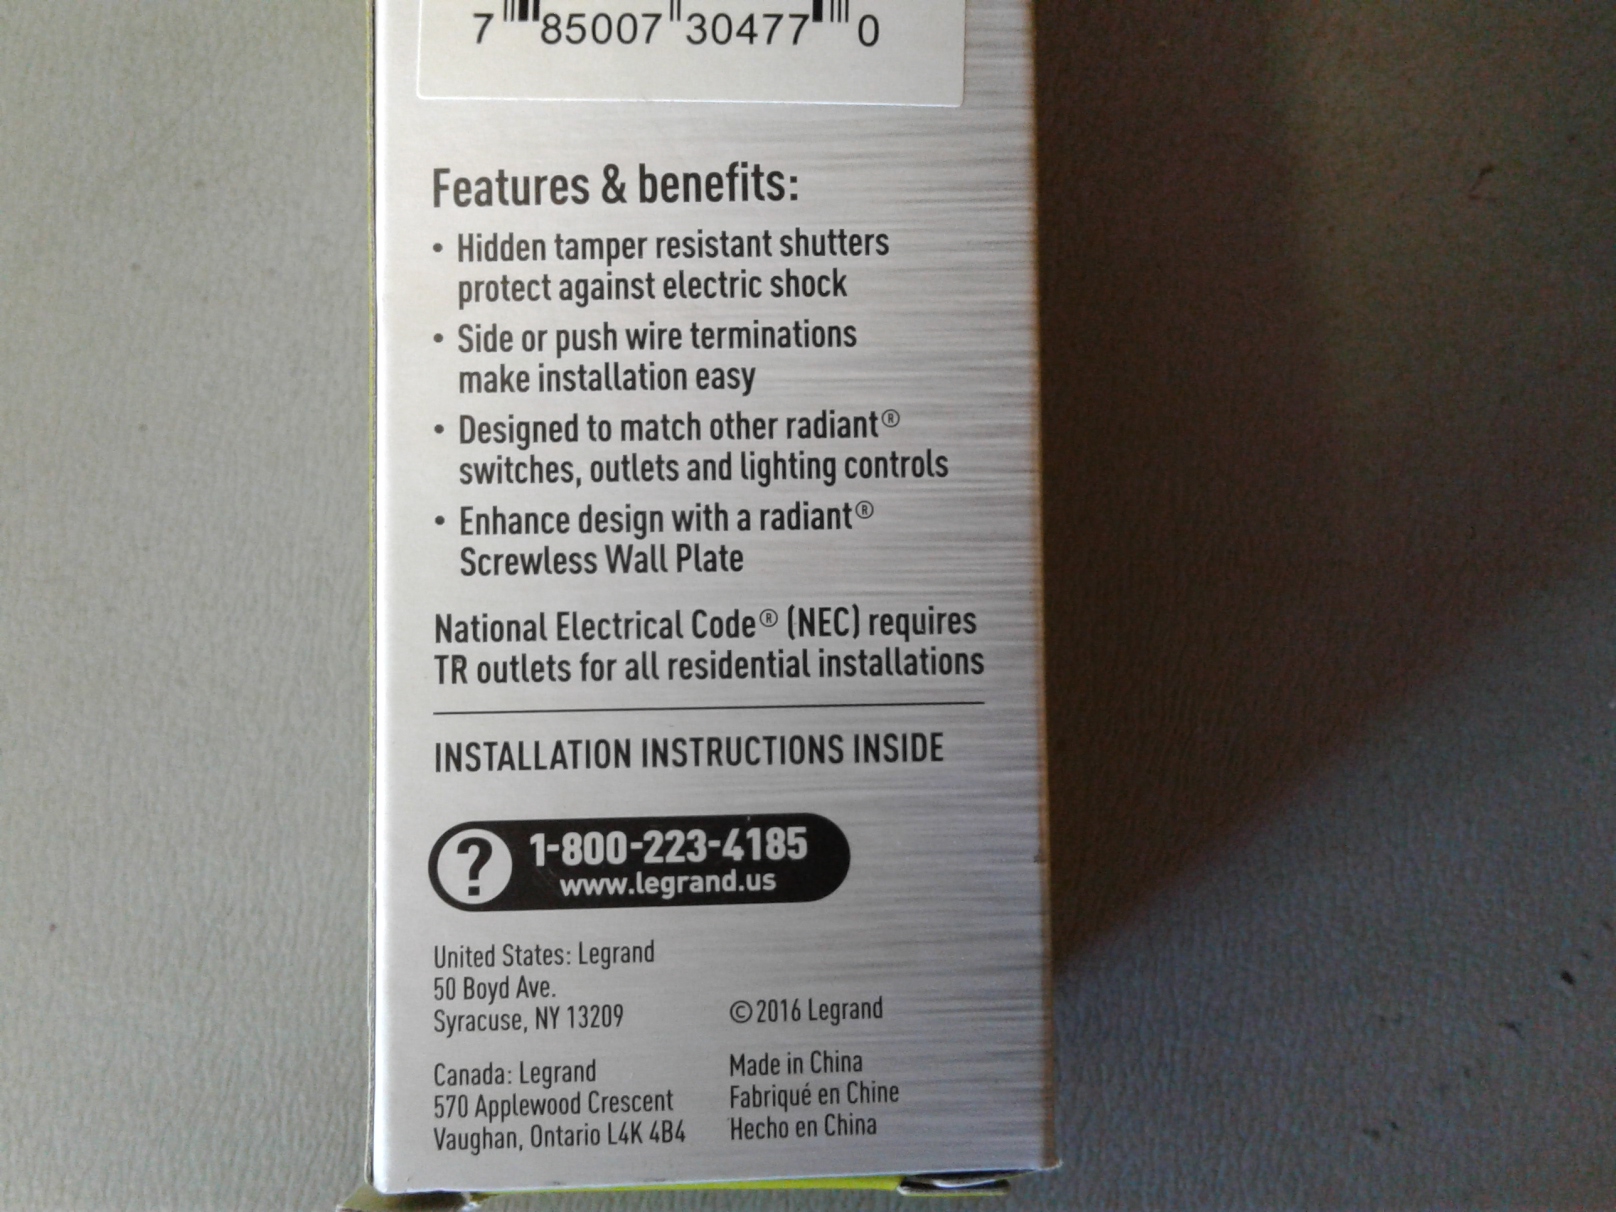 7 85007 30477 0
Features & benefits:
• Hidden tamper resistant shutters
protect against electric shock
• Side or push wire terminations
make installation easy
• Designed to match other radiant®
switches, outlets and lighting controls
• Enhance design with a radiant®
Screwless Wall Plate
National Electrical Code® (NEC) requires
TR outlets for all residential installations
INSTALLATION INSTRUCTIONS INSIDE
? 1-800-223-4185
www.legrand.us
United States: Legrand
50 Boyd Ave.
Syracuse, NY 13209
Canada: Legrand
570 Applewood Crescent
Vaughan, Ontario L4K 4B4
©2016 Legrand
Made in China
Fabriqué en Chine
Hecho en China